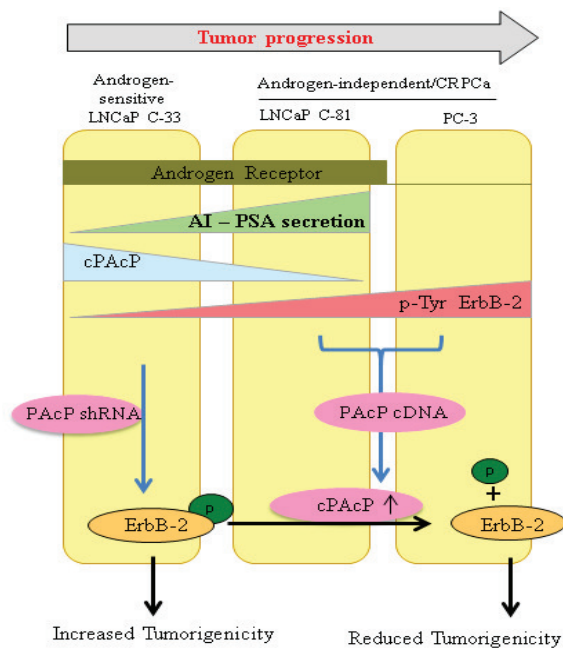 Tumor progression
Androgen-
sensitive
LNCaP C-33
Androgen-independent/CRPCa
LNCaP C-81
PC-3
Androgen Receptor
AI – PSA secretion
cPAcP
p-Tyr ErbB-2
PAcP shRNA
PAcP cDNA
p
ErbB-2
cPAcP ↑
p
+
ErbB-2
Increased Tumorigenicity
Reduced Tumorigenicity